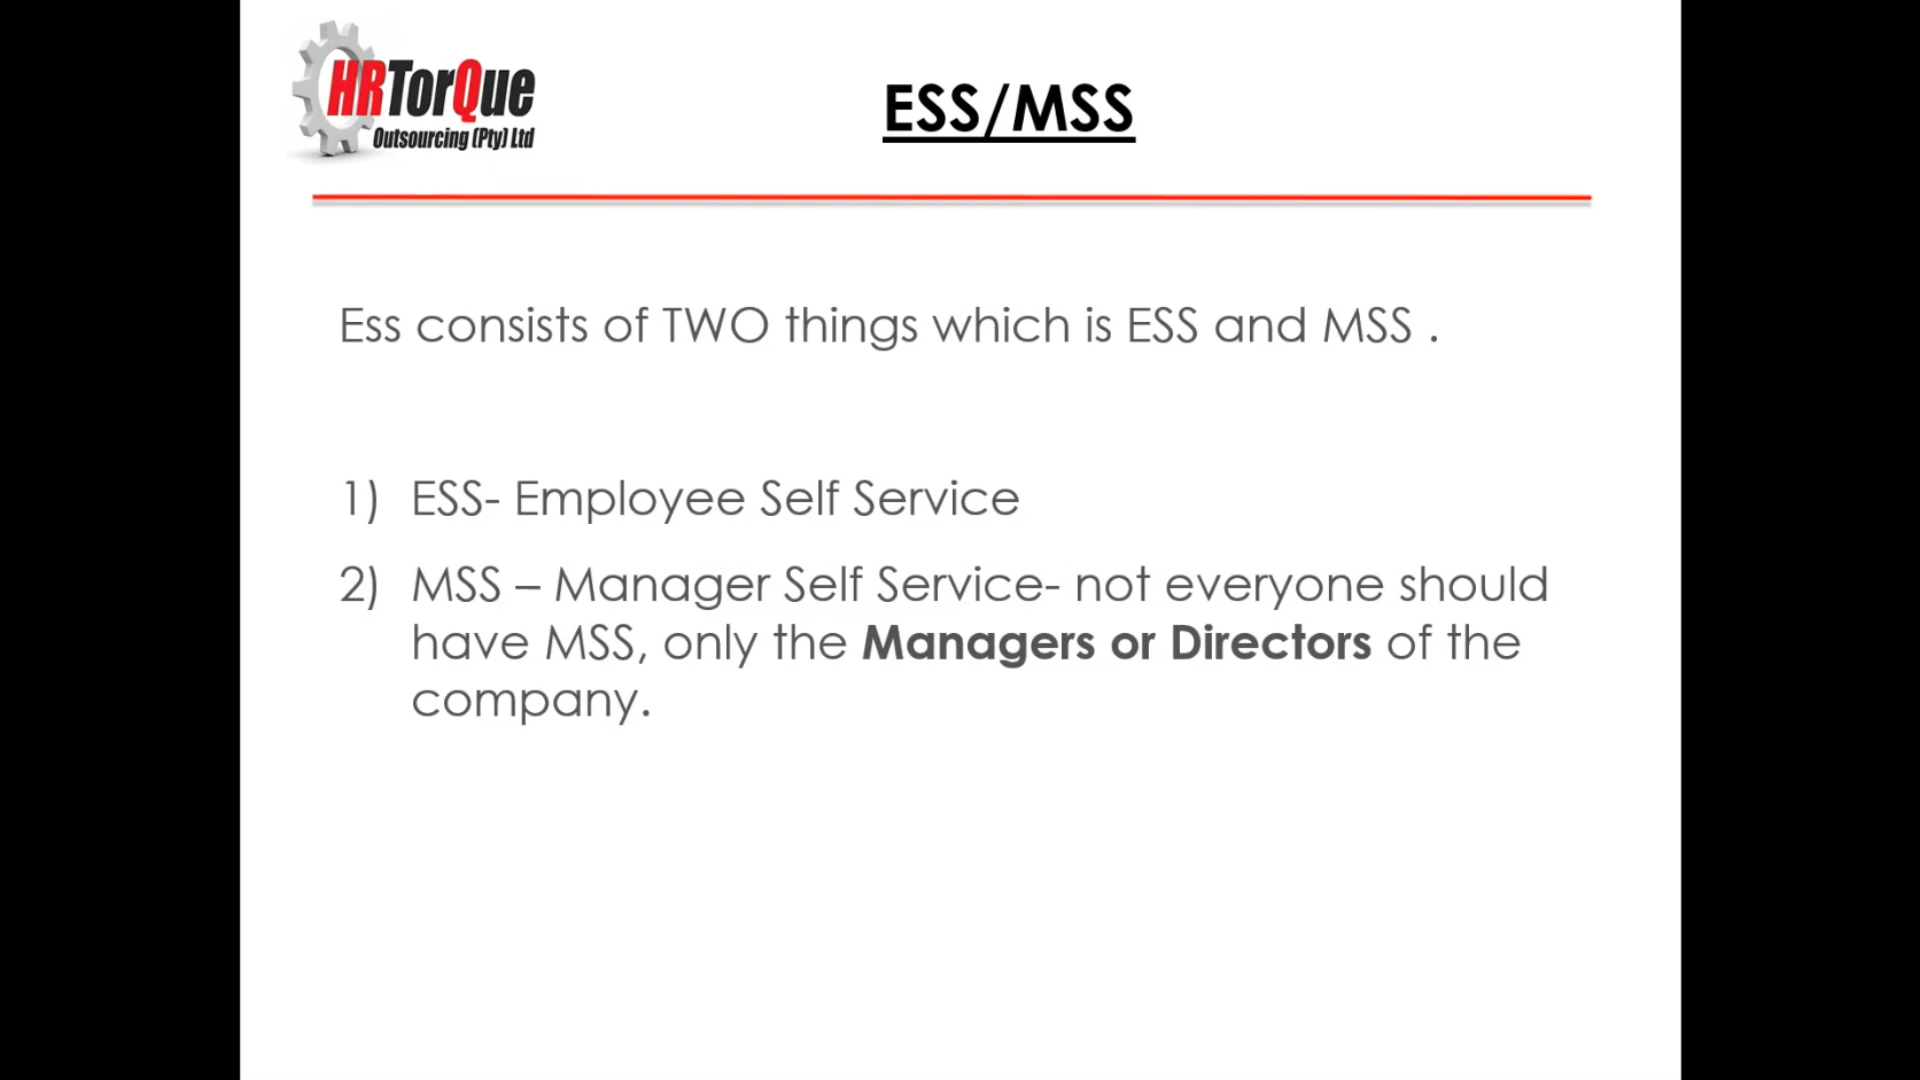 HRTorQue
Outsourcing (Pty) Ltd
ESS/MSS
Ess consists of TWO things which is ESS and MSS .
1) ESS- Employee Self Service
2) MSS – Manager Self Service- not everyone should
have MSS, only the Managers or Directors of the
company.